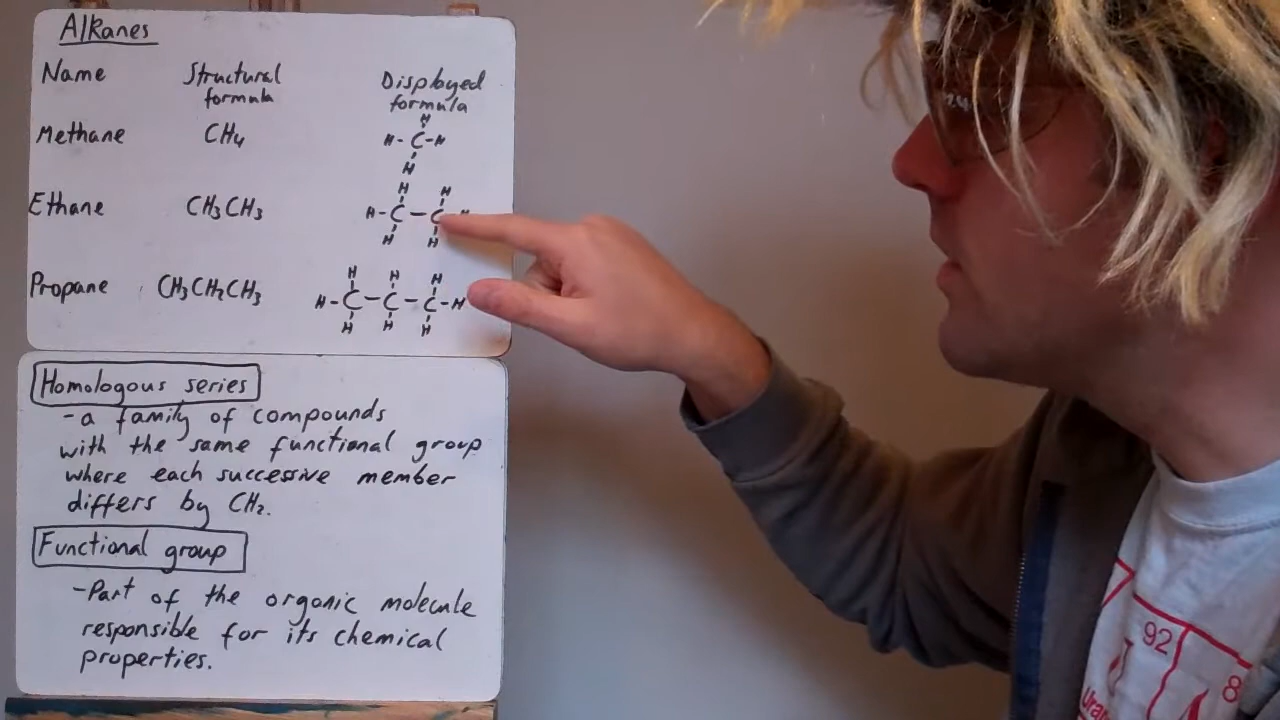 Alkanes
Name Structural formula Displayed formula
Methane CH4
H
H-C-H
H
Ethane CH3CH3
H H
H-C-C H
H H
Propane CH3CH2CH3
H H H
H-C-C-C-H
H H H
Homologous series
-a family of compounds
with the same functional group
where each successive member
differs by CH2.
Functional group
-Part of the organic molecule
responsible for its chemical
properties.
92
8